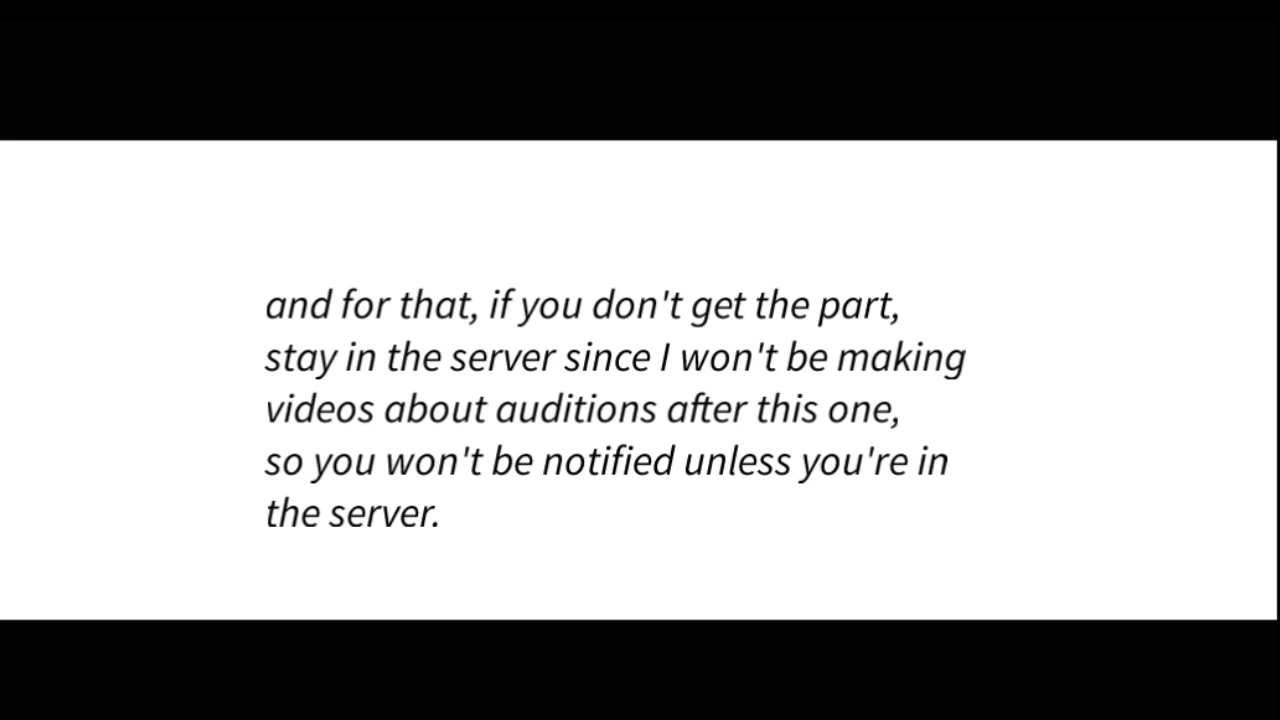 and for that, if you don't get the part,
stay in the server since I won't be making
videos about auditions after this one,
so you won't be notified unless you're in
the server.